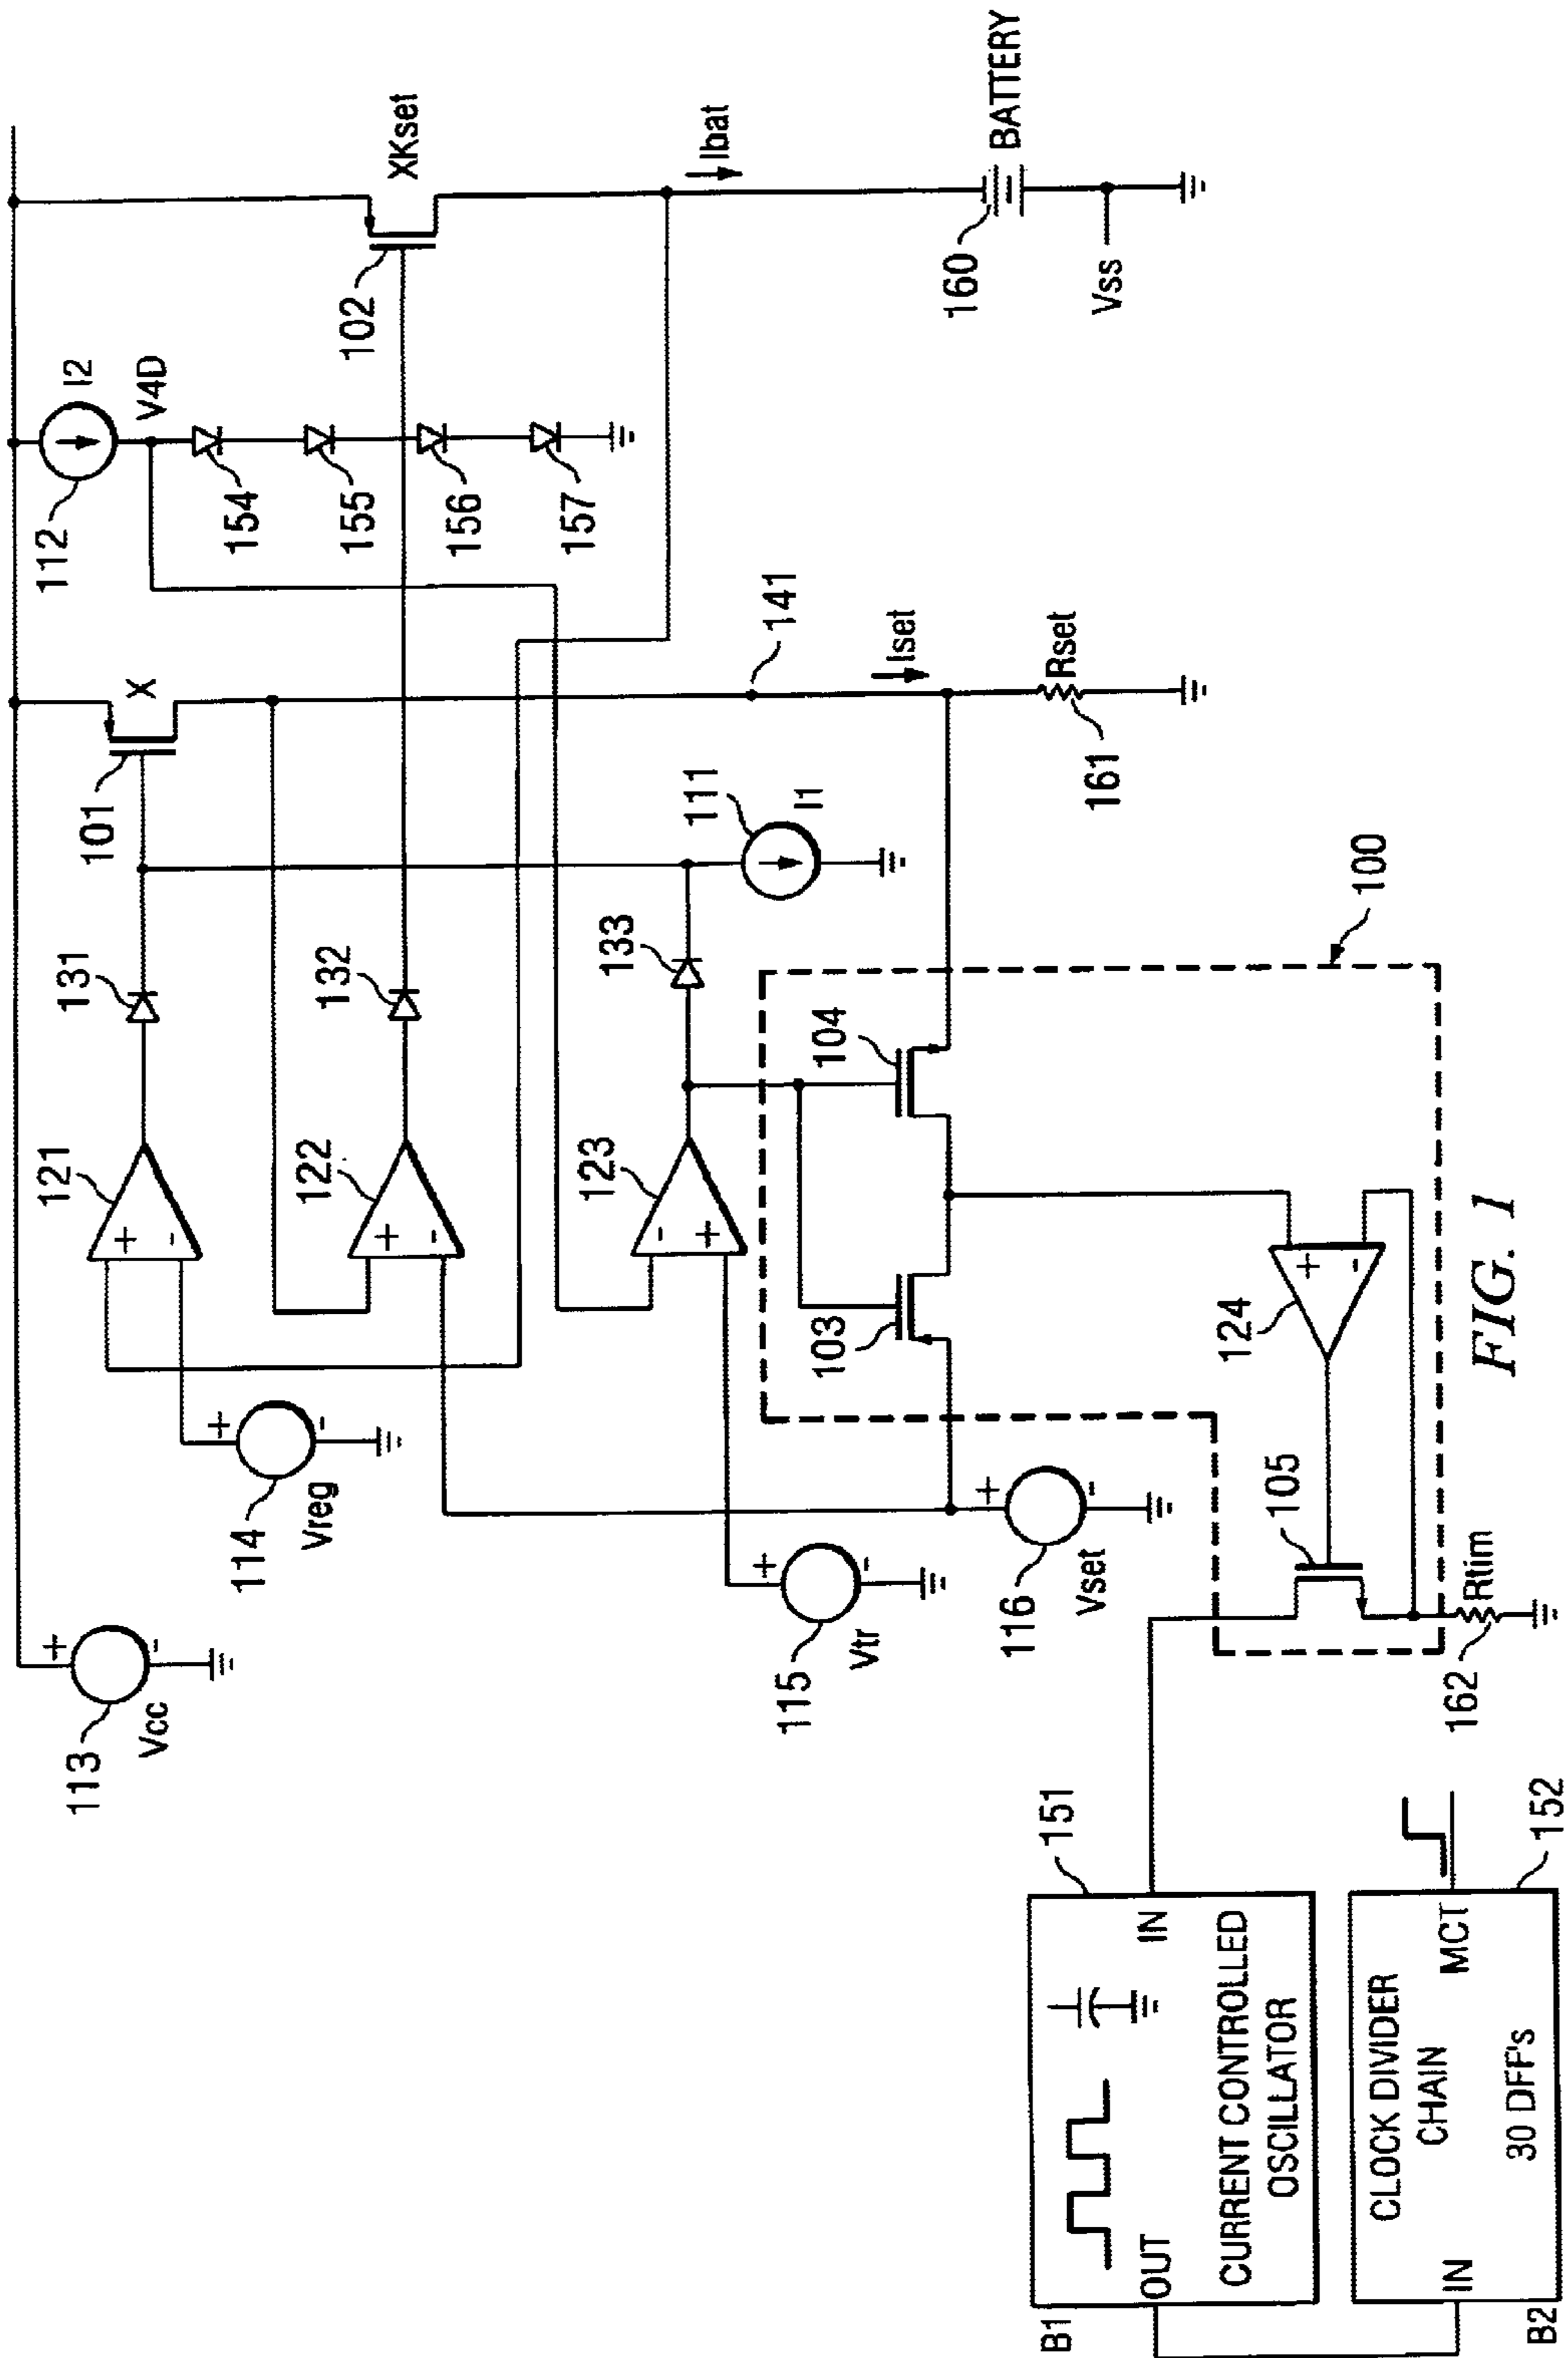 113
Vcc
+
-
114
Vreg
+
-
115
Vtr
+
-
116
Vset
+
-
121
+
-
122
+
-
123
-
+
124
+
-
131
132
133
101
X
102
XKset
103
104
105
111
I1
112
I2
V4D
154
155
156
157
141
Iset
Rset
161
Ibat
160
BATTERY
Vss
100
Rtim
162
151
B1
OUT
IN
CURRENT CONTROLLED
OSCILLATOR
152
B2
IN
MCT
CLOCK DIVIDER
CHAIN
30 DFF's
FIG. 1